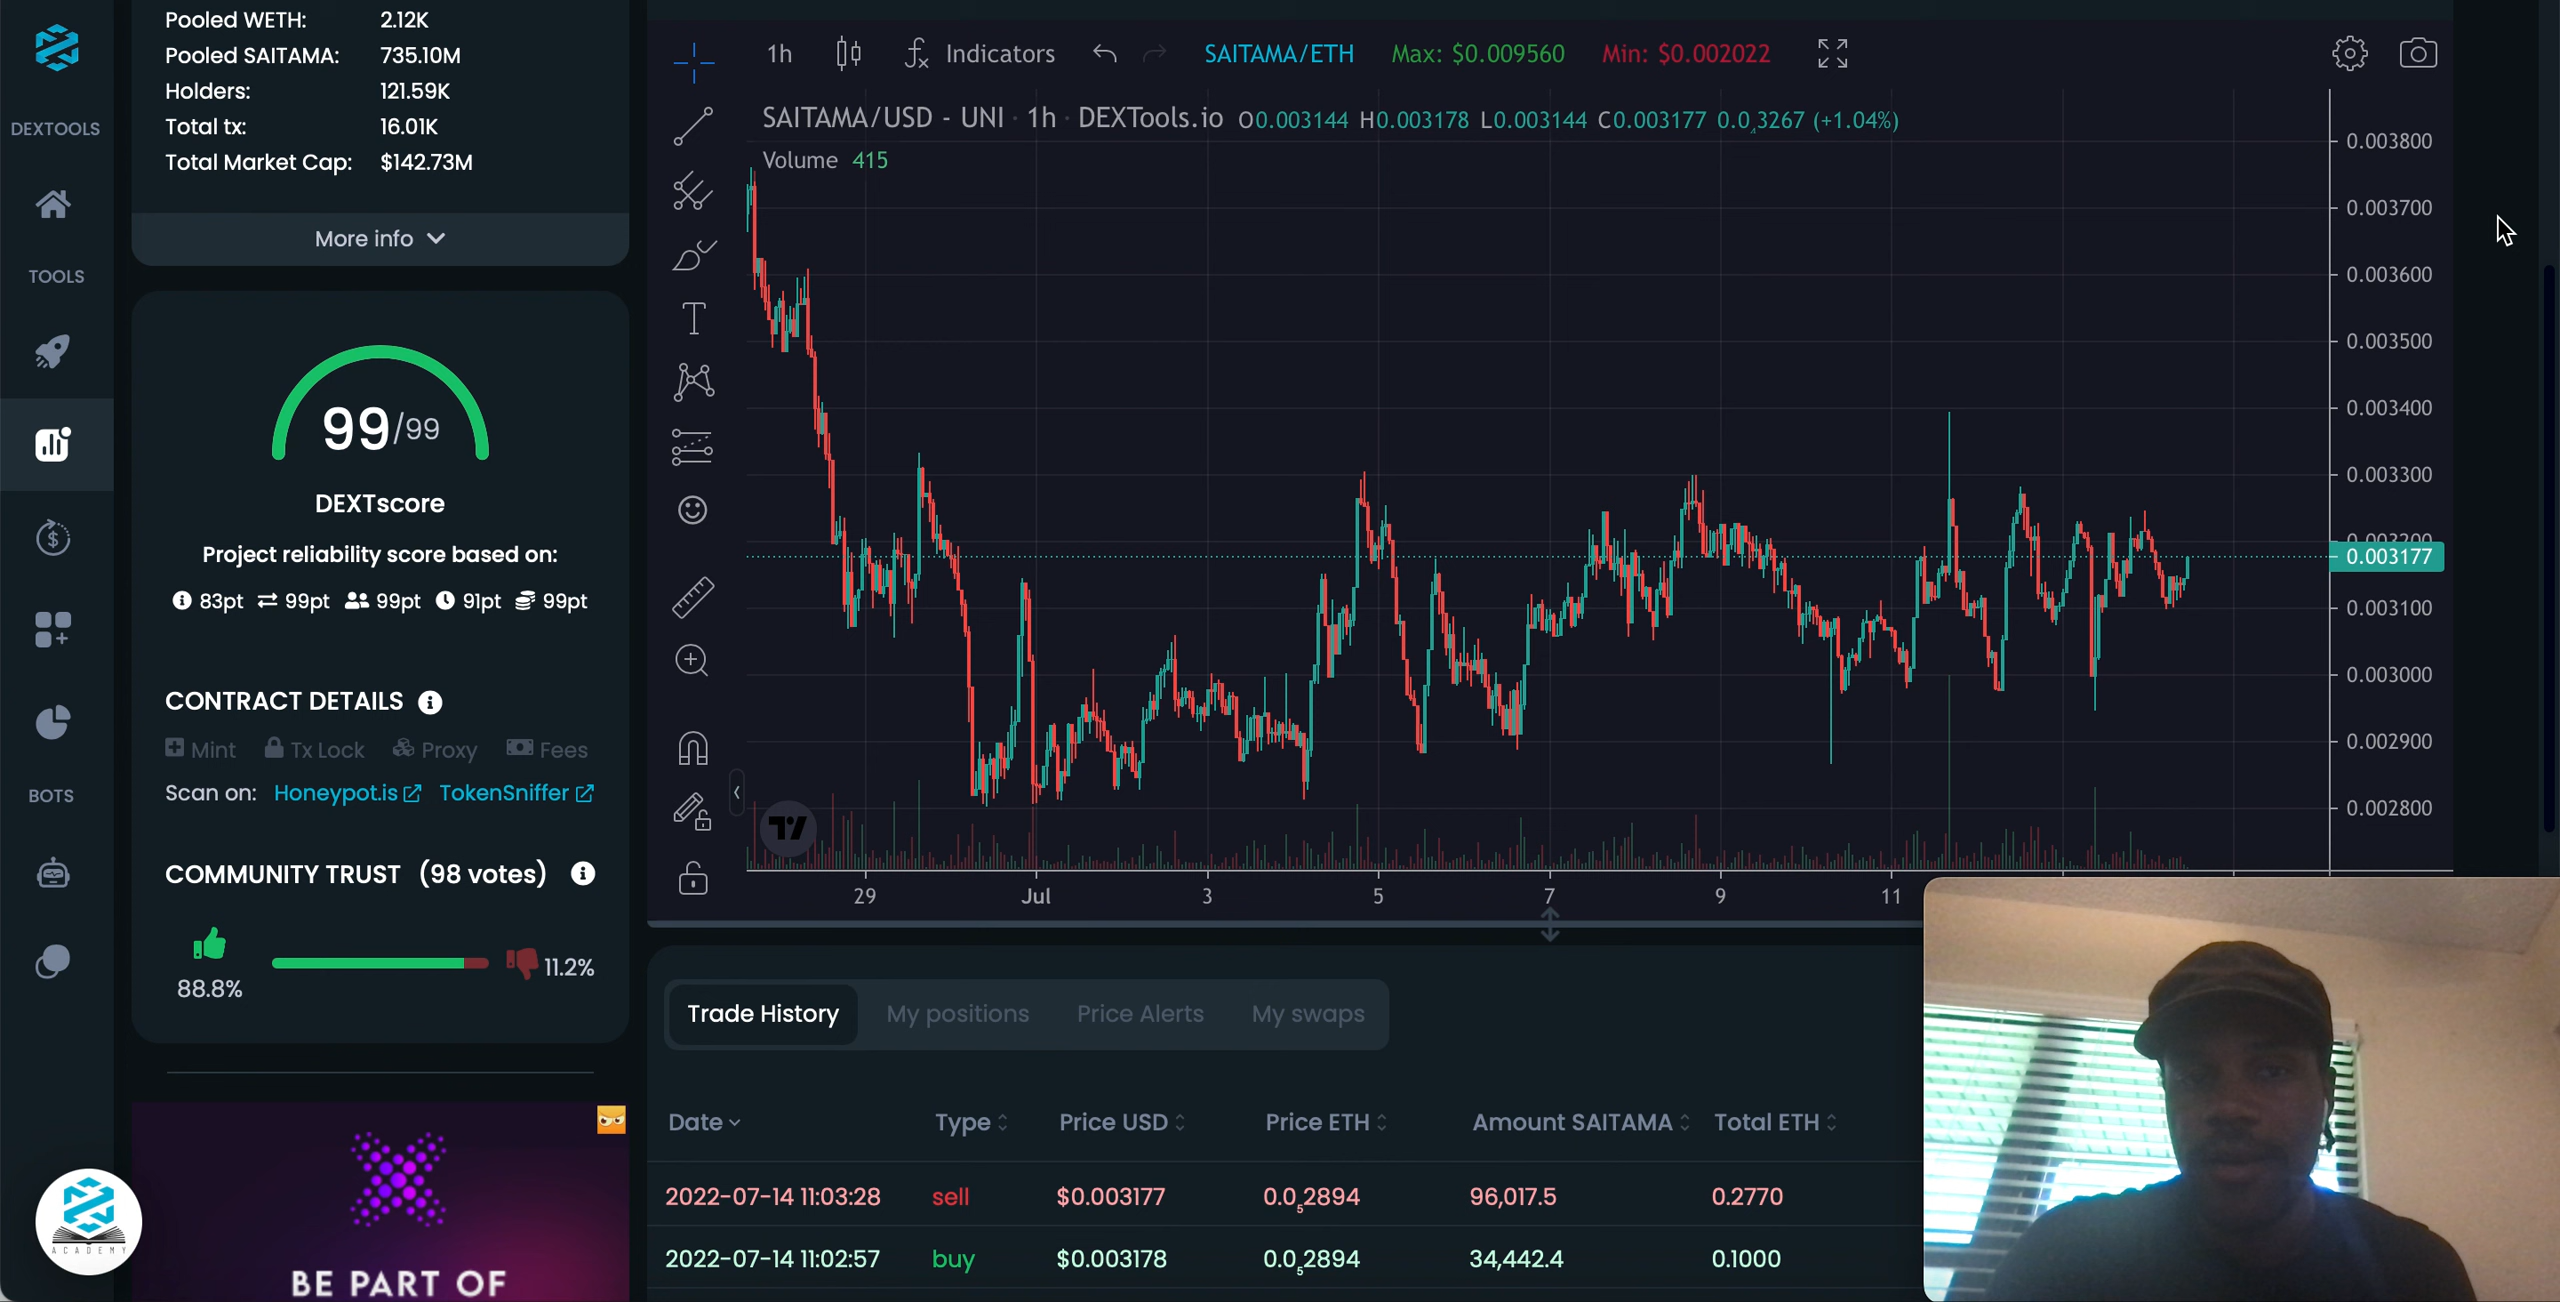 DEXTOOLS
TOOLS
BOTS
ACADEMY
Pooled WETH: 2.12K
Pooled SAITAMA: 735.10M
Holders: 121.59K
Total tx: 16.01K
Total Market Cap: $142.73M
More info
99/99
DEXTscore
Project reliability score based on:
83pt 99pt 99pt 91pt 99pt
CONTRACT DETAILS
Mint Tx Lock Proxy Fees
Scan on: Honeypot.is TokenSniffer
COMMUNITY TRUST (98 votes)
88.8% 11.2%
BE PART OF
1h Indicators SAITAMA/ETH Max: $0.009560 Min: $0.002022
SAITAMA/USD - UNI · 1h · DEXTools.io O0.003144 H0.003178 L0.003144 C0.003177 0.0₄3267 (+1.04%)
Volume 415
0.003800
0.003700
0.003600
0.003500
0.003400
0.003300
0.003200
0.003177
0.003100
0.003000
0.002900
0.002800
29 Jul 3 5 7 9 11
Trade History My positions Price Alerts My swaps
Date Type Price USD Price ETH Amount SAITAMA Total ETH
2022-07-14 11:03:28 sell $0.003177 0.0₅2894 96,017.5 0.2770
2022-07-14 11:02:57 buy $0.003178 0.0₅2894 34,442.4 0.1000